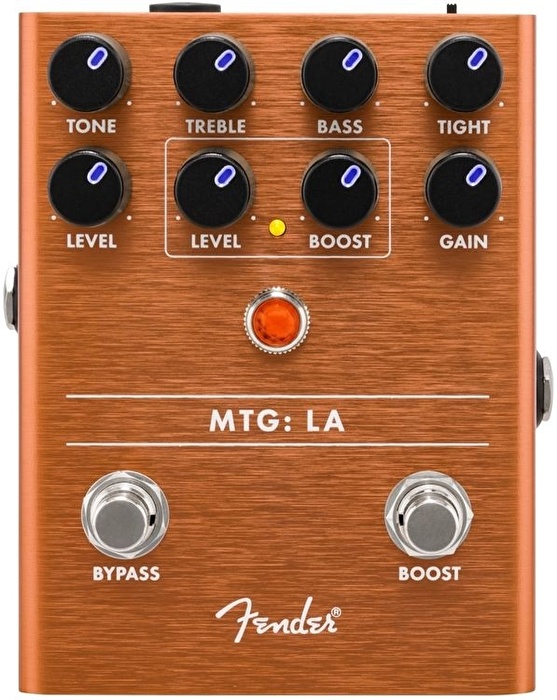 TONE TREBLE BASS TIGHT
LEVEL LEVEL BOOST GAIN
MTG: LA
BYPASS BOOST
Fender®